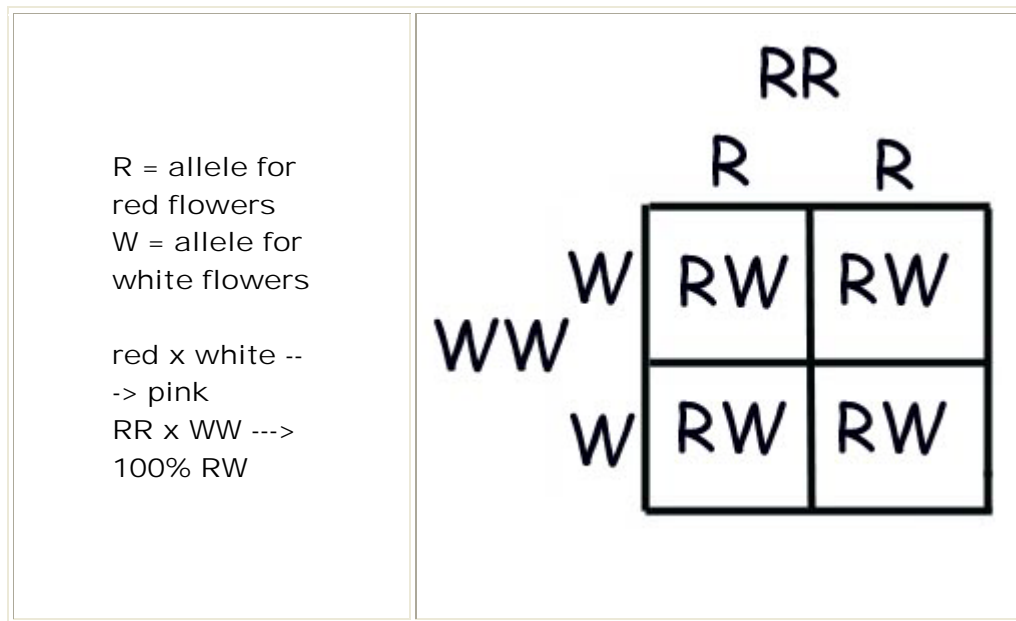 R = allele for
red flowers
W = allele for
white flowers
red x white --
-> pink
RR x WW --->
100% RW
RR
R R
W RW RW
WW
W RW RW